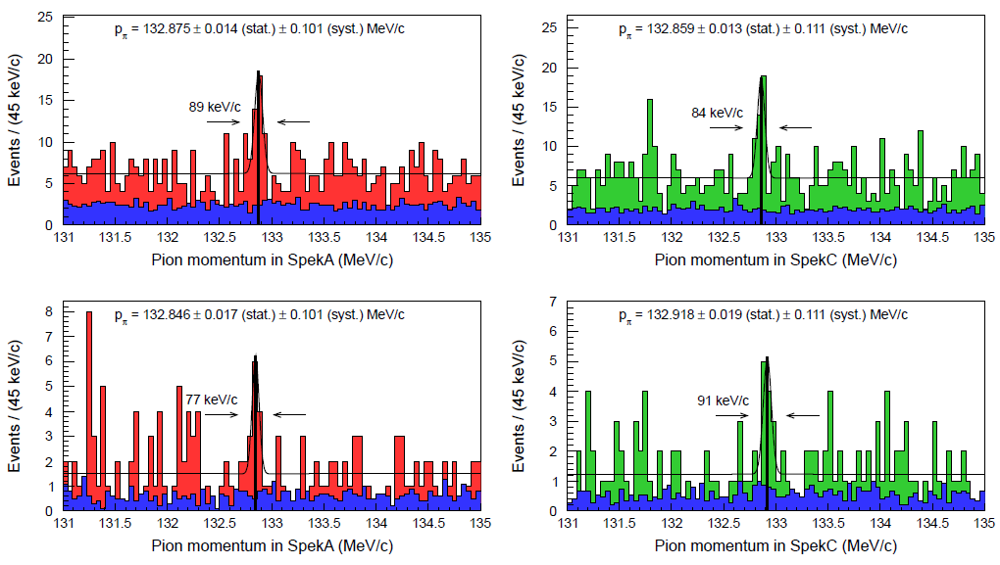 p_π = 132.875 ± 0.014 (stat.) ± 0.101 (syst.) MeV/c
89 keV/c
Events / (45 keV/c)
25
20
15
10
5
0
131 131.5 132 132.5 133 133.5 134 134.5 135
Pion momentum in SpekA (MeV/c)
p_π = 132.859 ± 0.013 (stat.) ± 0.111 (syst.) MeV/c
84 keV/c
Events / (45 keV/c)
25
20
15
10
5
0
131 131.5 132 132.5 133 133.5 134 134.5 135
Pion momentum in SpekC (MeV/c)
p_π = 132.846 ± 0.017 (stat.) ± 0.101 (syst.) MeV/c
77 keV/c
Events / (45 keV/c)
8
7
6
5
4
3
2
1
0
131 131.5 132 132.5 133 133.5 134 134.5 135
Pion momentum in SpekA (MeV/c)
p_π = 132.918 ± 0.019 (stat.) ± 0.111 (syst.) MeV/c
91 keV/c
Events / (45 keV/c)
7
6
5
4
3
2
1
0
131 131.5 132 132.5 133 133.5 134 134.5 135
Pion momentum in SpekC (MeV/c)